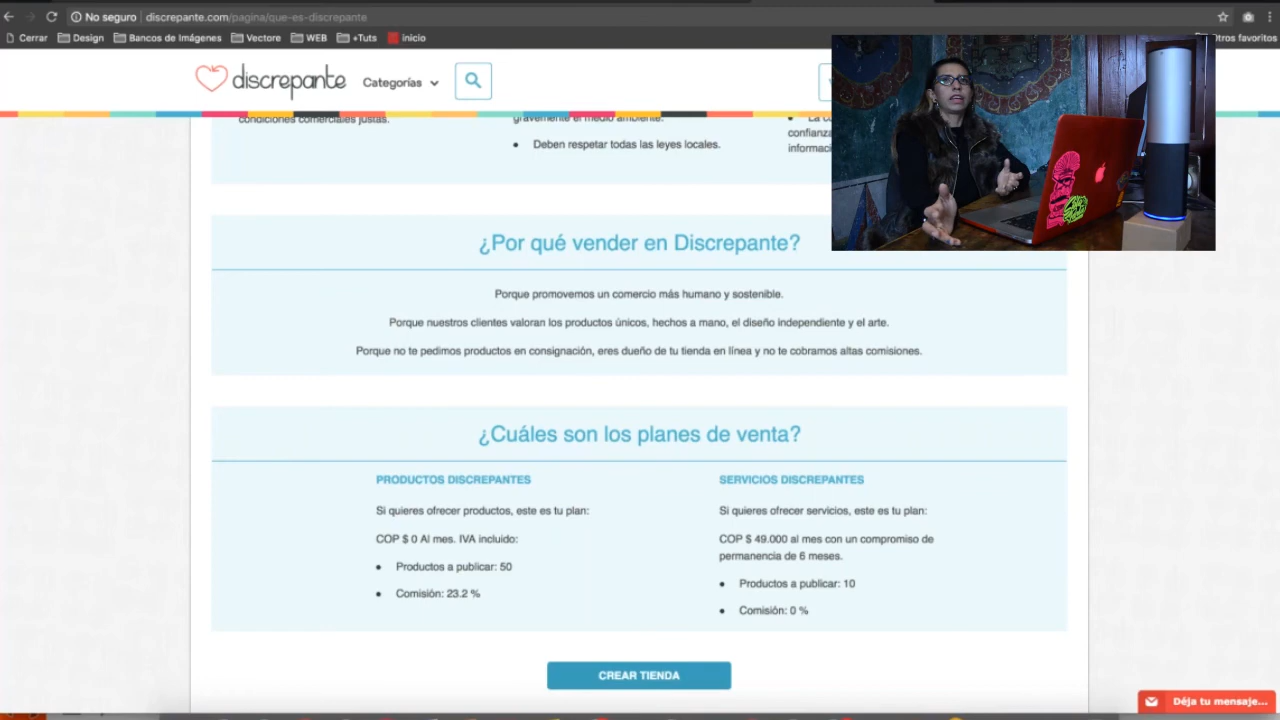 No seguro discrepante.com/pagina/que-es-discrepante
Cerrar Design Bancos de Imágenes Vectore WEB +Tuts Inicio otros favoritos
discrepante Categorías
condiciones comerciales justas.
gravemente el medio ambiente.
Deben respetar todas las leyes locales.
¿Por qué vender en Discrepante?
Porque promovemos un comercio más humano y sostenible.
Porque nuestros clientes valoran los productos únicos, hechos a mano, el diseño independiente y el arte.
Porque no te pedimos productos en consignación, eres dueño de tu tienda en línea y no te cobramos altas comisiones.
¿Cuáles son los planes de venta?
PRODUCTOS DISCREPANTES
Si quieres ofrecer productos, este es tu plan:
COP $ 0 Al mes. IVA incluido:
Productos a publicar: 50
Comisión: 23.2 %
SERVICIOS DISCREPANTES
Si quieres ofrecer servicios, este es tu plan:
COP $ 49.000 al mes con un compromiso de
permanencia de 6 meses.
Productos a publicar: 10
Comisión: 0 %
CREAR TIENDA
Déja tu mensaje...